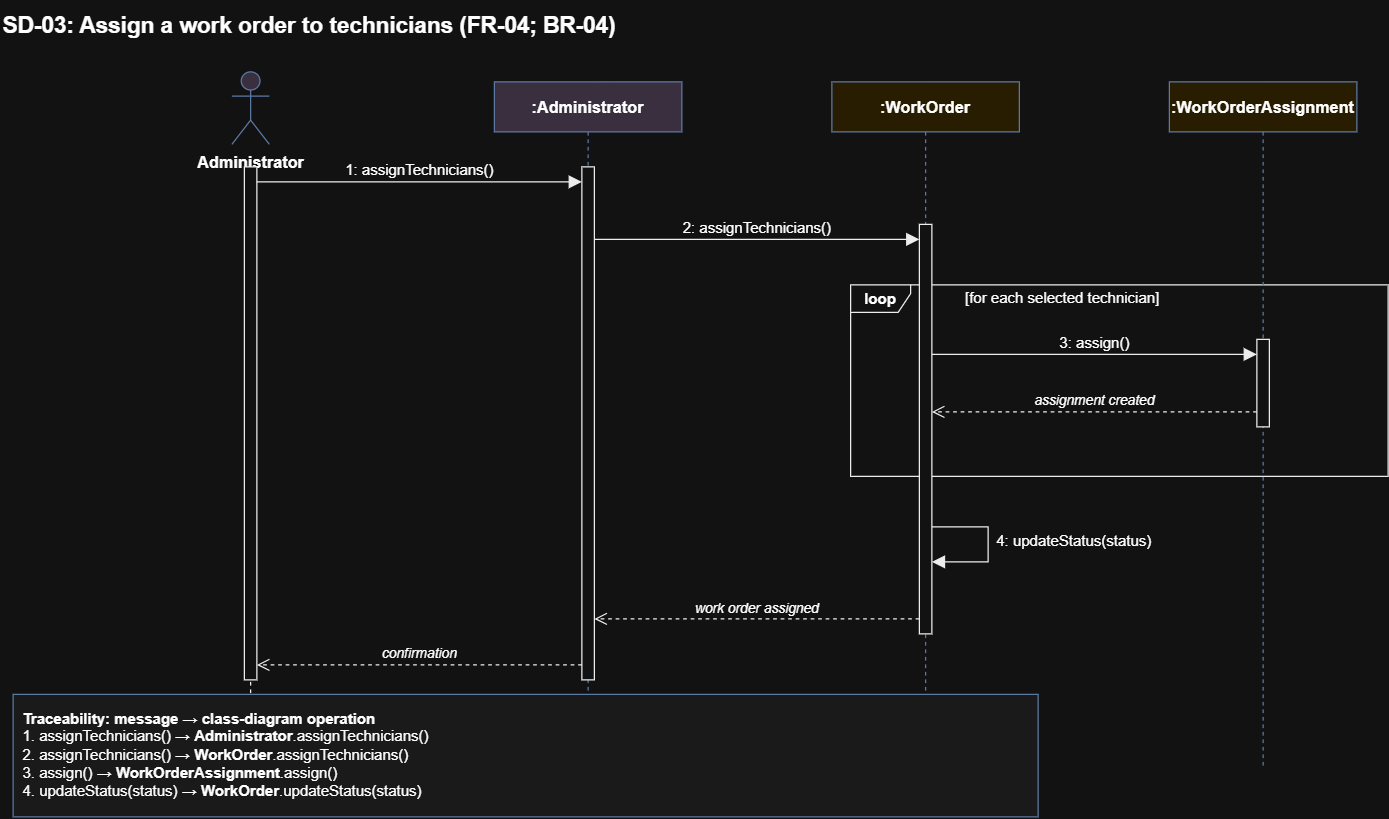 SD-03: Assign a work order to technicians (FR-04; BR-04)
:Administrator
:WorkOrder
:WorkOrderAssignment
Administrator
1: assignTechnicians()
2: assignTechnicians()
loop
[for each selected technician]
3: assign()
assignment created
4: updateStatus(status)
work order assigned
confirmation
Traceability: message → class-diagram operation
1. assignTechnicians() → Administrator.assignTechnicians()
2. assignTechnicians() → WorkOrder.assignTechnicians()
3. assign() → WorkOrderAssignment.assign()
4. updateStatus(status) → WorkOrder.updateStatus(status)